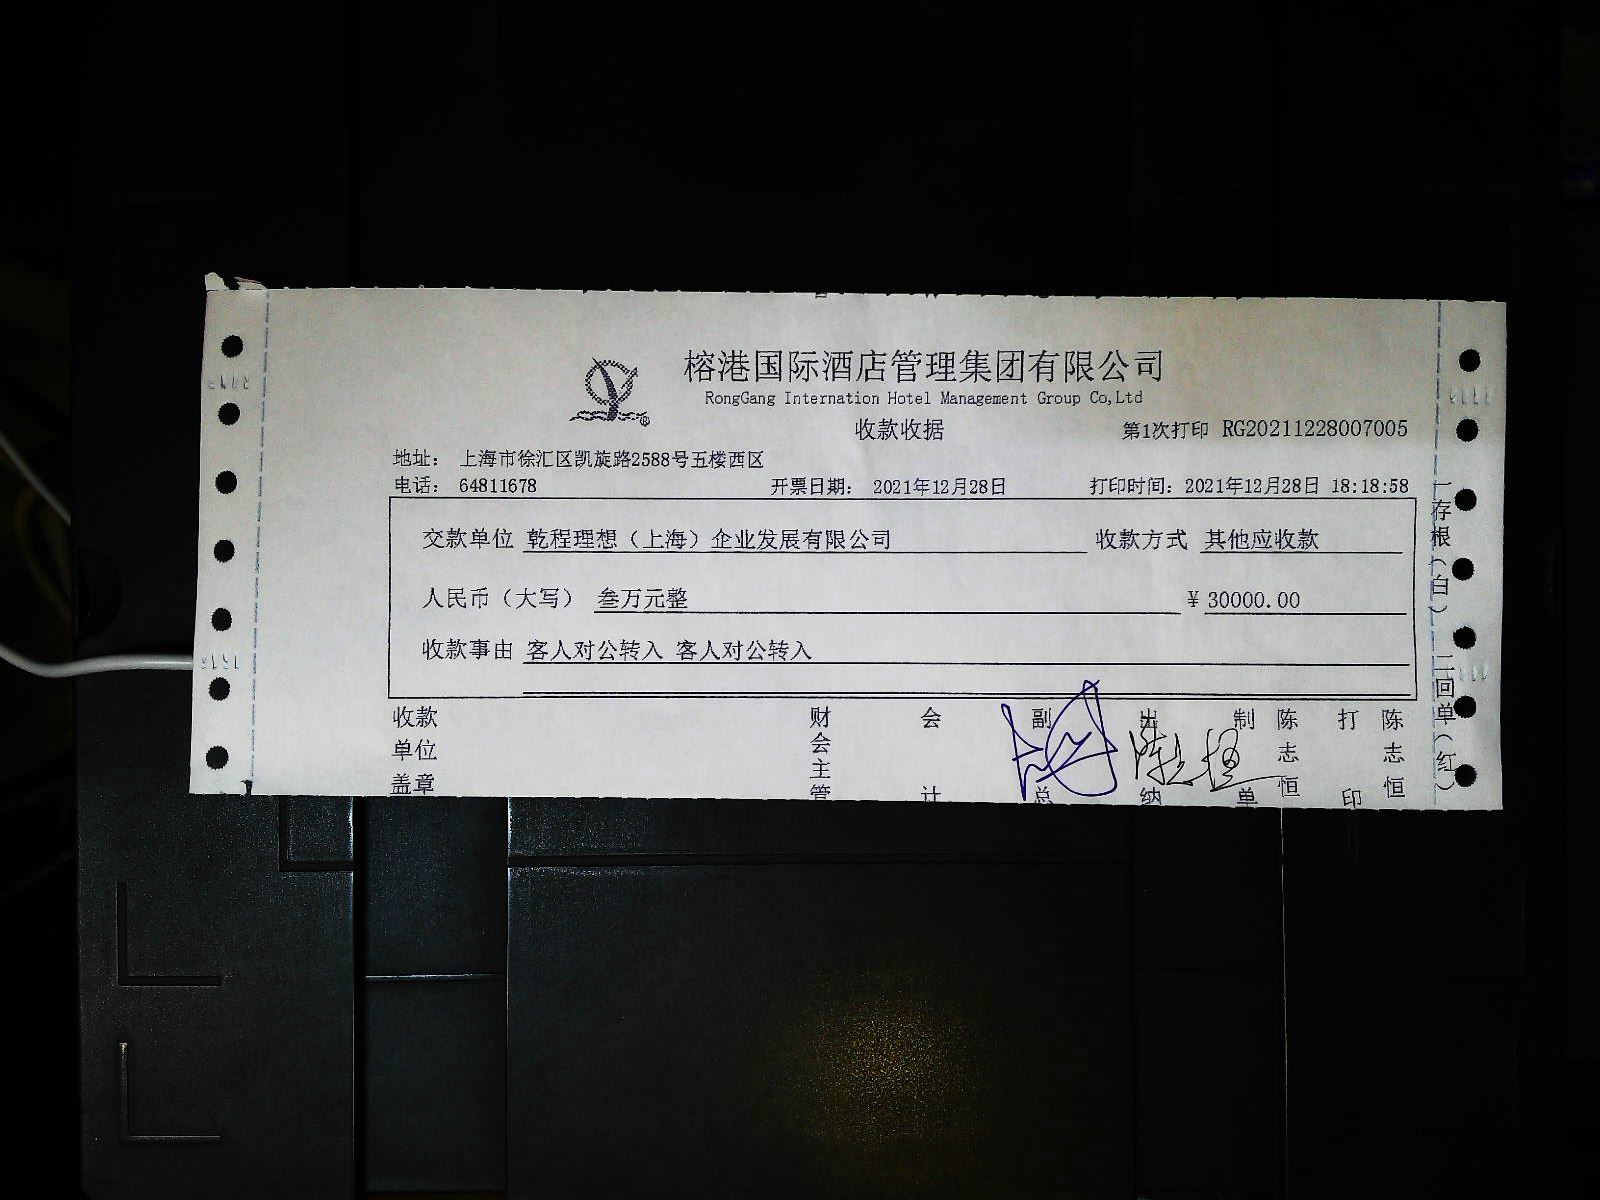 榕港国际酒店管理集团有限公司
RongGang Internation Hotel Management Group Co,Ltd
收款收据
第1次打印 RG20211228007005
地址: 上海市徐汇区凯旋路2588号五楼西区
电话: 64811678 开票日期: 2021年12月28日 打印时间: 2021年12月28日 18:18:58
交款单位 乾程理想（上海）企业发展有限公司 收款方式 其他应收款
人民币（大写） 叁万元整 ¥ 30000.00
收款事由 客人对公转入 客人对公转入
收款单位盖章 财会主管 会计 副总 出纳 陈志恒 制单 陈志恒 打印 陈志恒
一存根（白） 二回单（红）